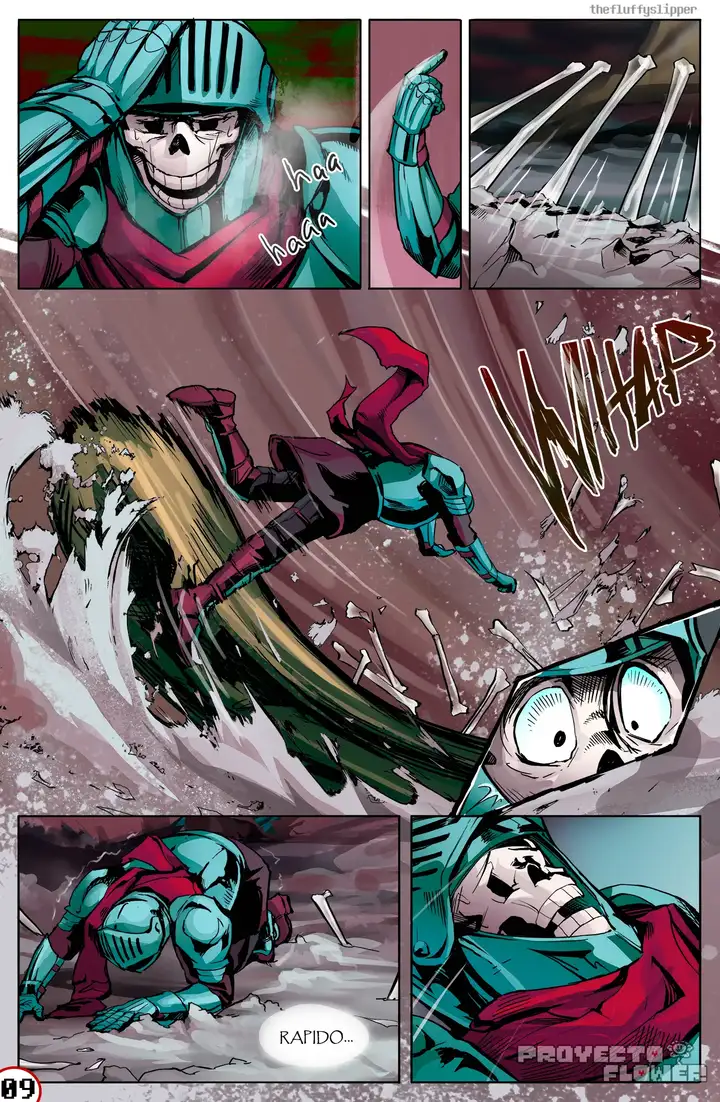 thefluffyslipper
haa
haaa
WHAP
RAPIDO...
PROYECTO
FLOWER
09